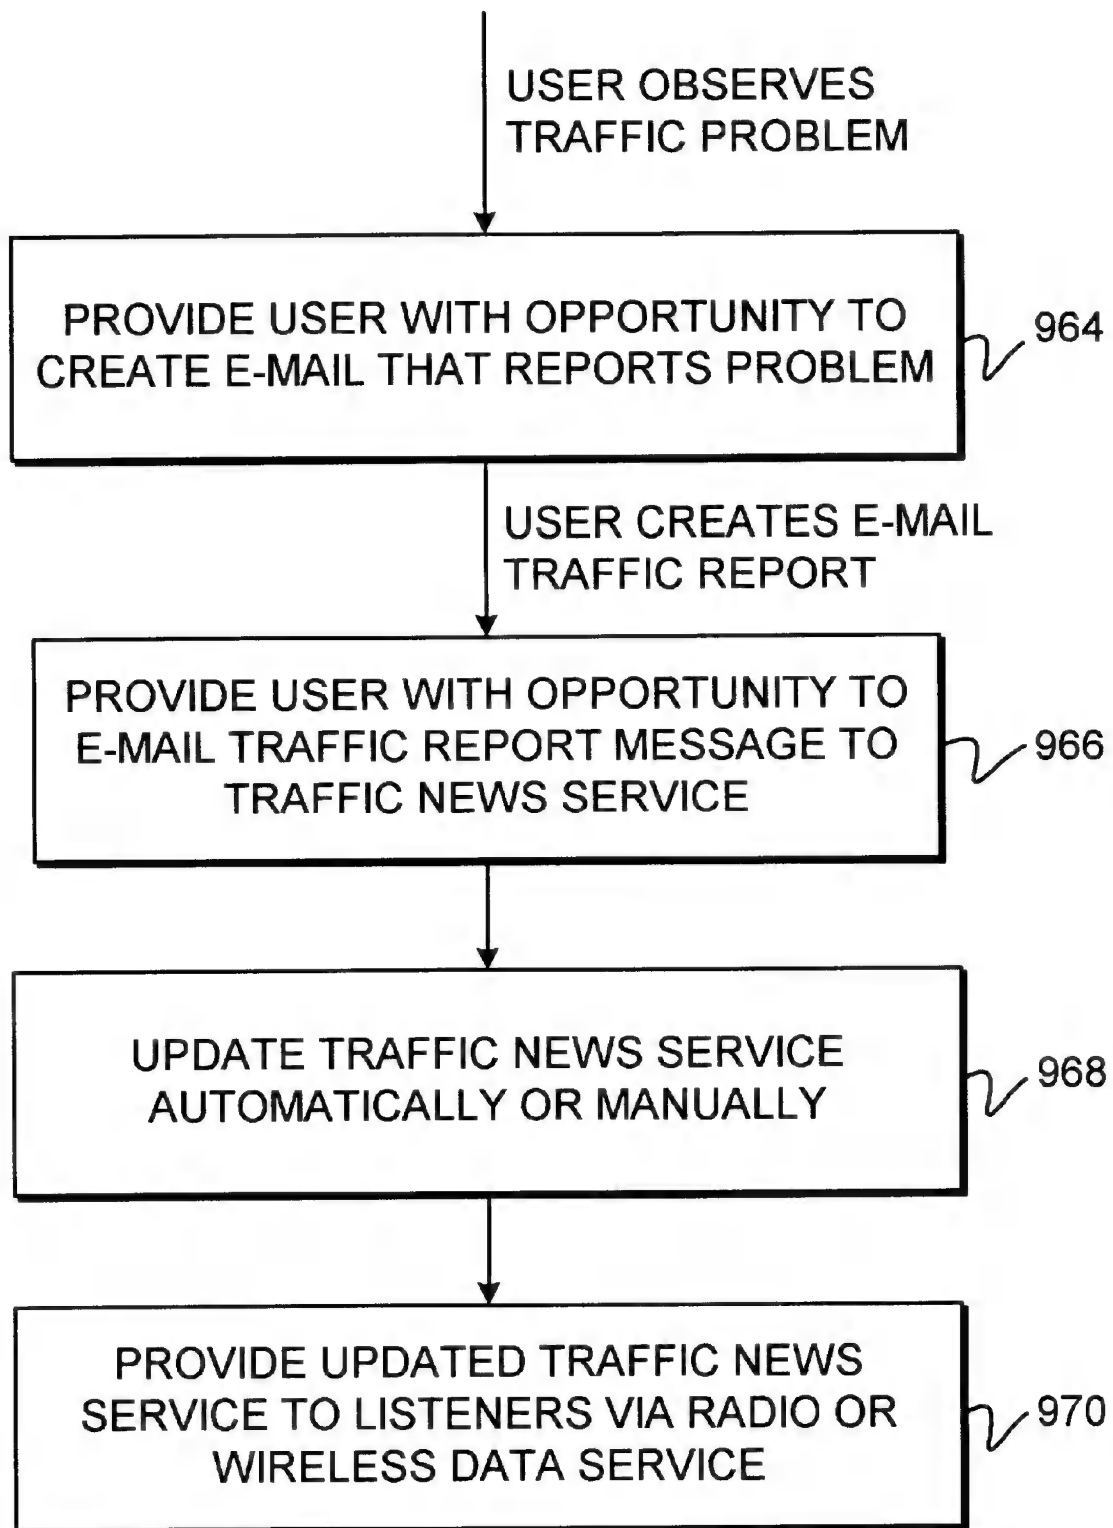 USER OBSERVES
TRAFFIC PROBLEM
PROVIDE USER WITH OPPORTUNITY TO
CREATE E-MAIL THAT REPORTS PROBLEM
964
USER CREATES E-MAIL
TRAFFIC REPORT
PROVIDE USER WITH OPPORTUNITY TO
E-MAIL TRAFFIC REPORT MESSAGE TO
TRAFFIC NEWS SERVICE
966
UPDATE TRAFFIC NEWS SERVICE
AUTOMATICALLY OR MANUALLY
968
PROVIDE UPDATED TRAFFIC NEWS
SERVICE TO LISTENERS VIA RADIO OR
WIRELESS DATA SERVICE
970